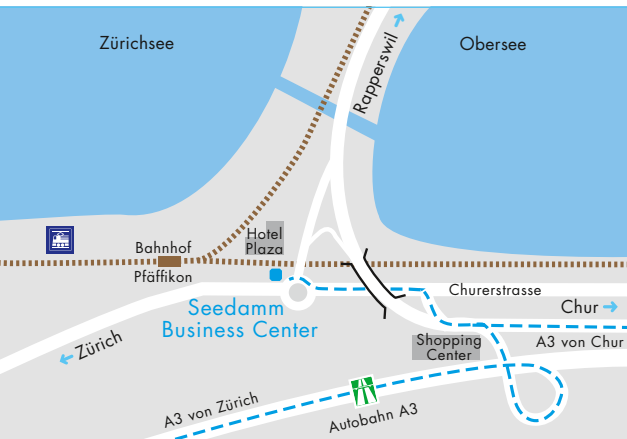 Zürichsee
Obersee
Rapperswil
Hotel
Plaza
Bahnhof
Pfäffikon
Churerstrasse
Seedamm
Business Center
Chur
Zürich
Shopping
Center
A3 von Chur
A3 von Zürich
Autobahn A3